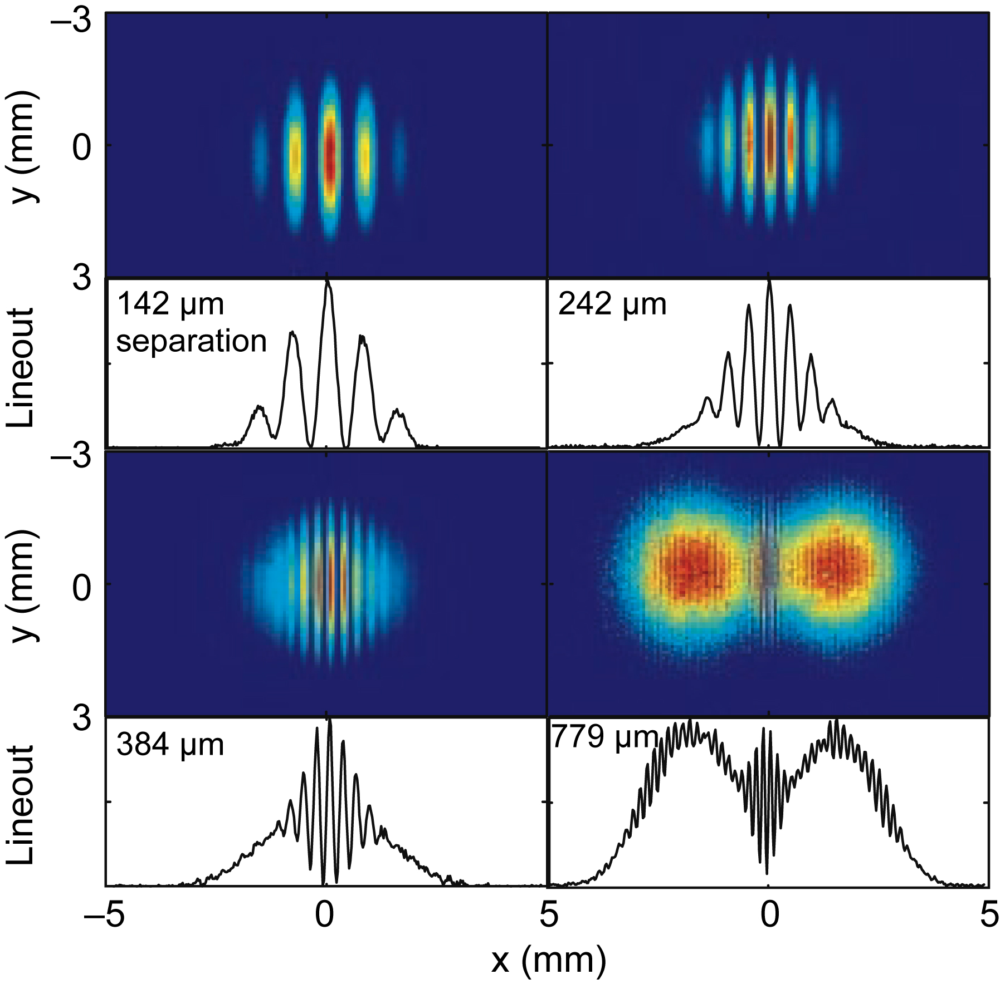 –3
y (mm)
0
3
142 µm
separation
242 µm
Lineout
–3
y (mm)
0
3
384 µm
779 µm
Lineout
–5
0
5
0
5
x (mm)